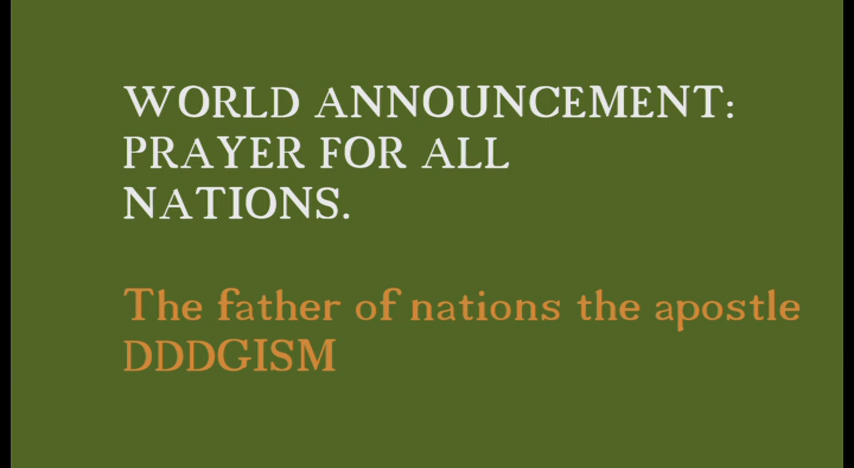 WORLD ANNOUNCEMENT:
PRAYER FOR ALL
NATIONS.
The father of nations the apostle
DDDGISM